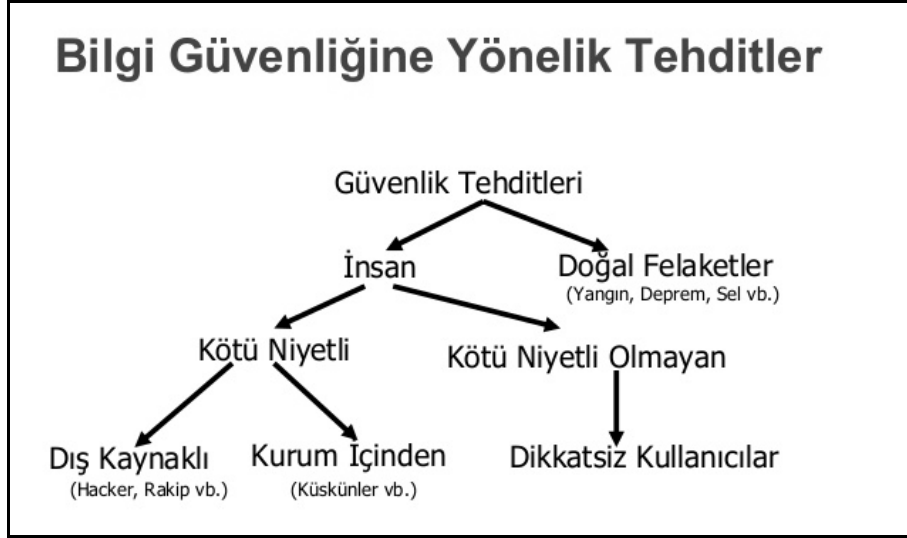 Bilgi Güvenliğine Yönelik Tehditler
Güvenlik Tehditleri
İnsan
Doğal Felaketler
(Yangın, Deprem, Sel vb.)
Kötü Niyetli
Kötü Niyetli Olmayan
Dış Kaynaklı
(Hacker, Rakip vb.)
Kurum İçinden
(Küskünler vb.)
Dikkatsiz Kullanıcılar